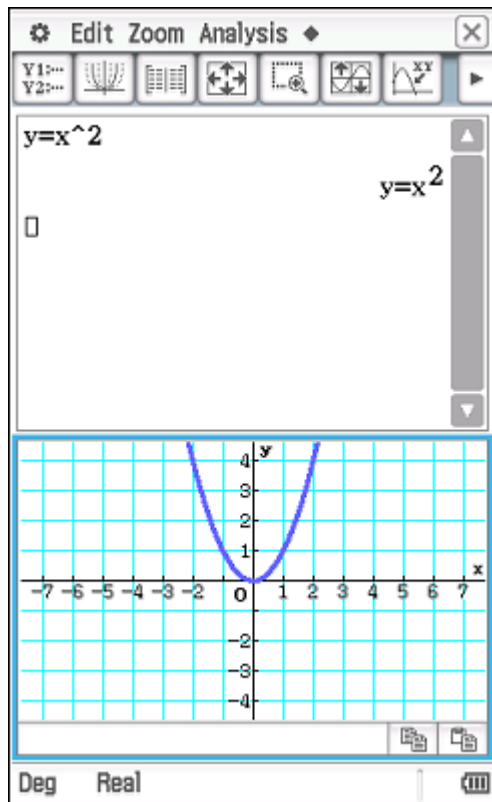 Edit Zoom Analysis
Y1:···
Y2:···
XY
y=x^2
y=x²
y
4
3
2
1
x
-7 -6 -5 -4 -3 -2 0 1 2 3 4 5 6 7
-2
-3
-4
Deg Real